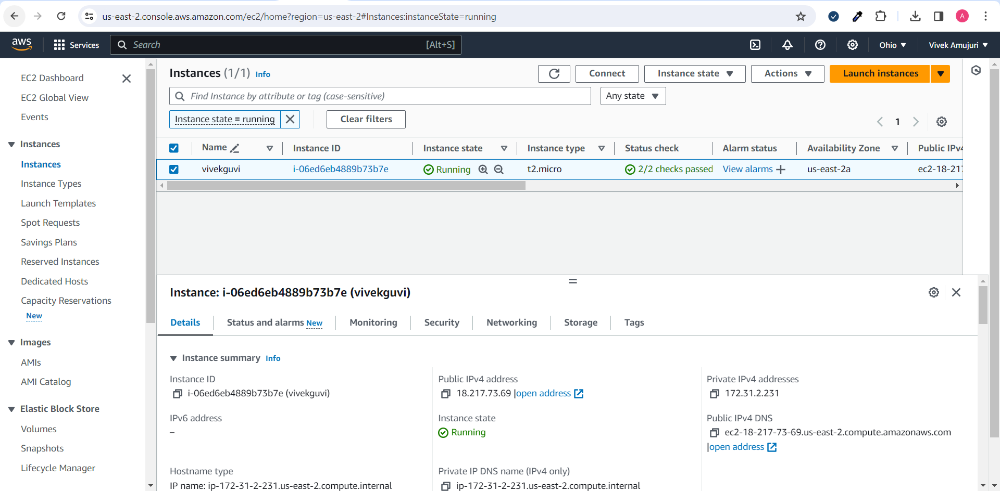 us-east-2.console.aws.amazon.com/ec2/home?region=us-east-2#Instances:instanceState=running
A
aws
Services
Search
[Alt+S]
Ohio
Vivek Amujuri
EC2 Dashboard
EC2 Global View
Events
Instances
Instances
Instance Types
Launch Templates
Spot Requests
Savings Plans
Reserved Instances
Dedicated Hosts
Capacity Reservations
New
Images
AMIs
AMI Catalog
Elastic Block Store
Volumes
Snapshots
Lifecycle Manager
Instances (1/1) Info
Connect
Instance state
Actions
Launch instances
Find Instance by attribute or tag (case-sensitive)
Any state
Instance state = running
Clear filters
1
Name Instance ID Instance state Instance type Status check Alarm status Availability Zone Public IPv4
vivekguvi i-06ed6eb4889b73b7e Running t2.micro 2/2 checks passed View alarms us-east-2a ec2-18-217
Instance: i-06ed6eb4889b73b7e (vivekguvi)
Details Status and alarms New Monitoring Security Networking Storage Tags
Instance summary Info
Instance ID
i-06ed6eb4889b73b7e (vivekguvi)
Public IPv4 address
18.217.73.69 |open address
Private IPv4 addresses
172.31.2.231
IPv6 address
–
Instance state
Running
Public IPv4 DNS
ec2-18-217-73-69.us-east-2.compute.amazonaws.com
|open address
Hostname type
IP name: ip-172-31-2-231.us-east-2.compute.internal
Private IP DNS name (IPv4 only)
ip-172-31-2-231.us-east-2.compute.internal